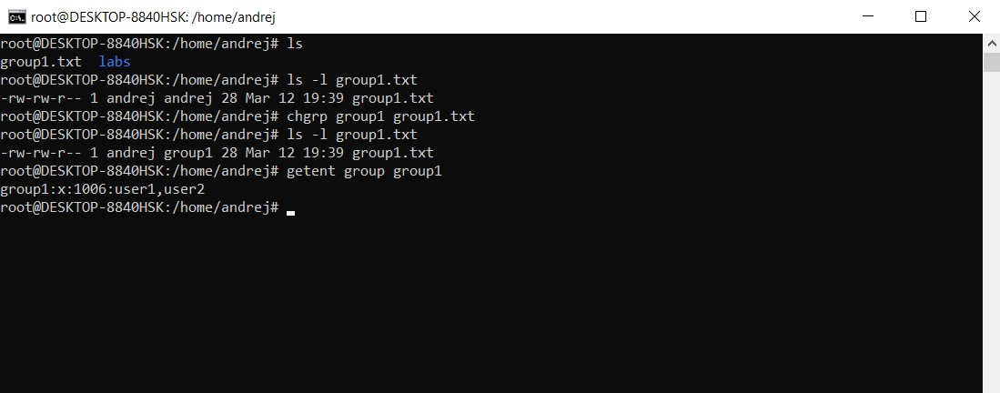 root@DESKTOP-8840HSK: /home/andrej
root@DESKTOP-8840HSK:/home/andrej# ls
group1.txt  labs
root@DESKTOP-8840HSK:/home/andrej# ls -l group1.txt
-rw-rw-r-- 1 andrej andrej 28 Mar 12 19:39 group1.txt
root@DESKTOP-8840HSK:/home/andrej# chgrp group1 group1.txt
root@DESKTOP-8840HSK:/home/andrej# ls -l group1.txt
-rw-rw-r-- 1 andrej group1 28 Mar 12 19:39 group1.txt
root@DESKTOP-8840HSK:/home/andrej# getent group group1
group1:x:1006:user1,user2
root@DESKTOP-8840HSK:/home/andrej#